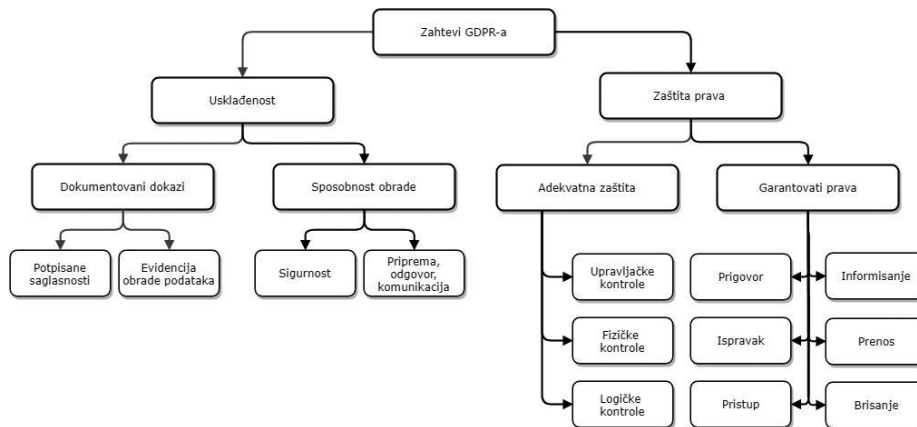 Zahtevi GDPR-a
Usklađenost
Zaštita prava
Dokumentovani dokazi
Sposobnost obrade
Adekvatna zaštita
Garantovati prava
Potpisane
saglasnosti
Evidencija
obrade podataka
Sigurnost
Priprema,
odgovor,
komunikacija
Upravljačke
kontrole
Prigovor
Informisanje
Fizičke
kontrole
Ispravak
Prenos
Logičke
kontrole
Pristup
Brisanje